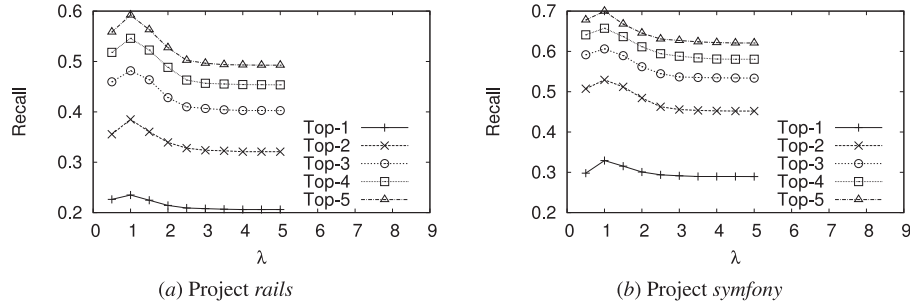 0.6
0.5
0.4
0.3
0.2
Recall
0 1 2 3 4 5 6 7 8 9
λ
Top-1
Top-2
Top-3
Top-4
Top-5
(a) Project rails
0.7
0.6
0.5
0.4
0.3
0.2
Recall
0 1 2 3 4 5 6 7 8 9
λ
Top-1
Top-2
Top-3
Top-4
Top-5
(b) Project symfony